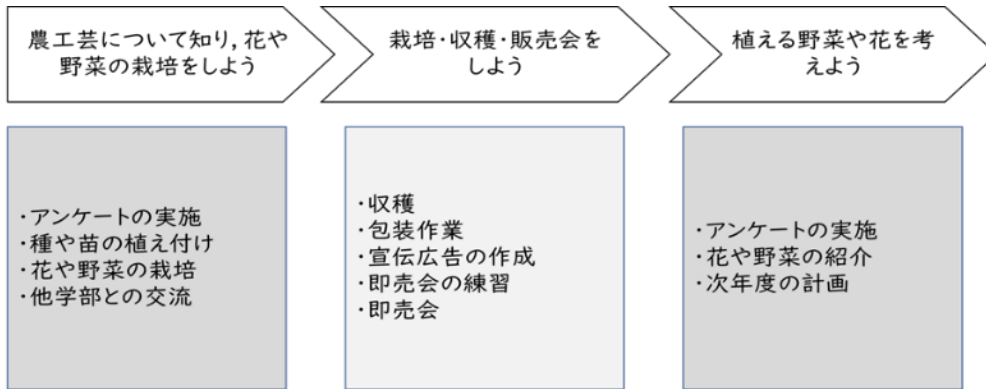 農工芸について知り,花や
野菜の栽培をしよう
栽培・収穫・販売会を
しよう
植える野菜や花を考
えよう
・アンケートの実施
・種や苗の植え付け
・花や野菜の栽培
・他学部との交流
・収穫
・包装作業
・宣伝広告の作成
・即売会の練習
・即売会
・アンケートの実施
・花や野菜の紹介
・次年度の計画